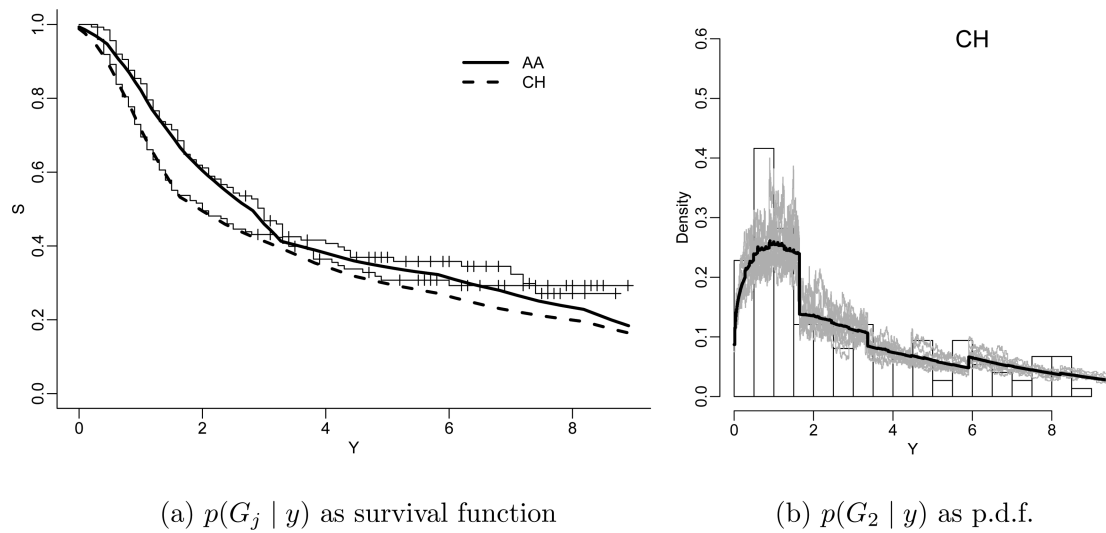 S
1.0
0.8
0.6
0.4
0.2
0.0
AA
CH
0 2 4 6 8
Y
CH
Density
0.6
0.5
0.4
0.3
0.2
0.1
0.0
0 2 4 6 8
Y
(a) p(G_j | y) as survival function
(b) p(G_2 | y) as p.d.f.